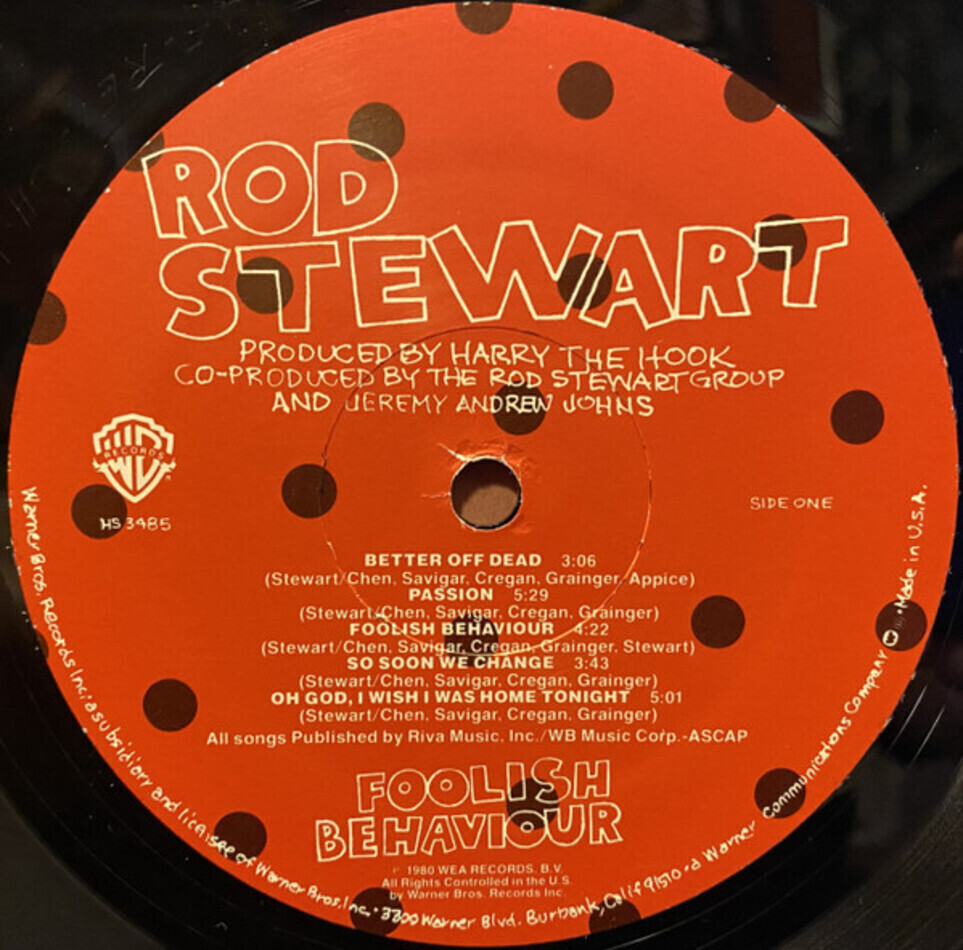 ROD
STEWART
PRODUCED BY HARRY THE HOOK
CO-PRODUCED BY THE ROD STEWART GROUP
AND JEREMY ANDREW JOHNS
WB
RECORDS
HS 3485
SIDE ONE
BETTER OFF DEAD 3:06
(Stewart/Chen, Savigar, Cregan, Grainger/Appice)
PASSION 5:29
(Stewart/Chen, Savigar, Cregan, Grainger)
FOOLISH BEHAVIOUR 4:22
(Stewart/Chen, Savigar, Cregan, Grainger, Stewart)
SO SOON WE CHANGE 3:43
(Stewart/Chen, Savigar, Cregan, Grainger)
OH GOD, I WISH I WAS HOME TONIGHT 5:01
(Stewart/Chen, Savigar, Cregan, Grainger)
All songs Published by Riva Music, Inc./WB Music Corp.-ASCAP
FOOLISH
BEHAVIOUR
℗ 1980 WEA RECORDS, B.V.
All Rights Controlled in the U.S.
by Warner Bros. Records Inc.
Warner Bros. Records Inc; a subsidiary and licensee of Warner Bros, Inc. • 3300 Warner Blvd. Burbank, Calif 91510 • a Warner Communications Company • Made in U.S.A.